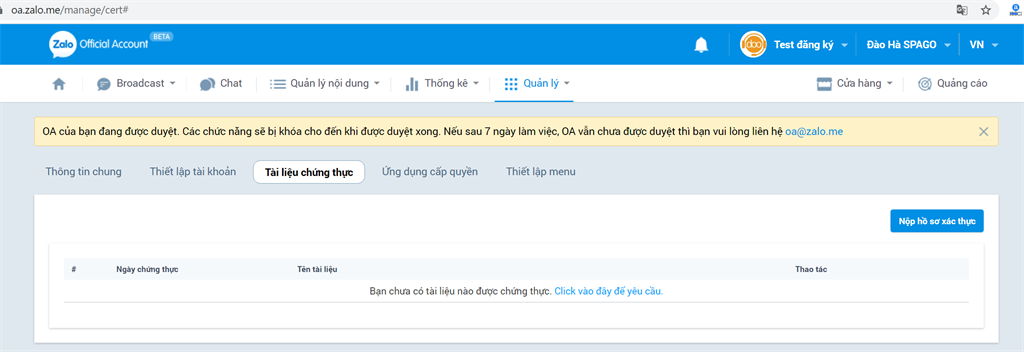 oa.zalo.me/manage/cert#
Zalo Official Account BETA
Test đăng ký
Đào Hà SPAGO
VN
Broadcast
Chat
Quản lý nội dung
Thống kê
Quản lý
Cửa hàng
Quảng cáo
OA của bạn đang được duyệt. Các chức năng sẽ bị khóa cho đến khi được duyệt xong. Nếu sau 7 ngày làm việc, OA vẫn chưa được duyệt thì bạn vui lòng liên hệ oa@zalo.me
Thông tin chung
Thiết lập tài khoản
Tài liệu chứng thực
Ứng dụng cấp quyền
Thiết lập menu
Nộp hồ sơ xác thực
# Ngày chứng thực Tên tài liệu Thao tác
Bạn chưa có tài liệu nào được chứng thực. Click vào đây để yêu cầu.